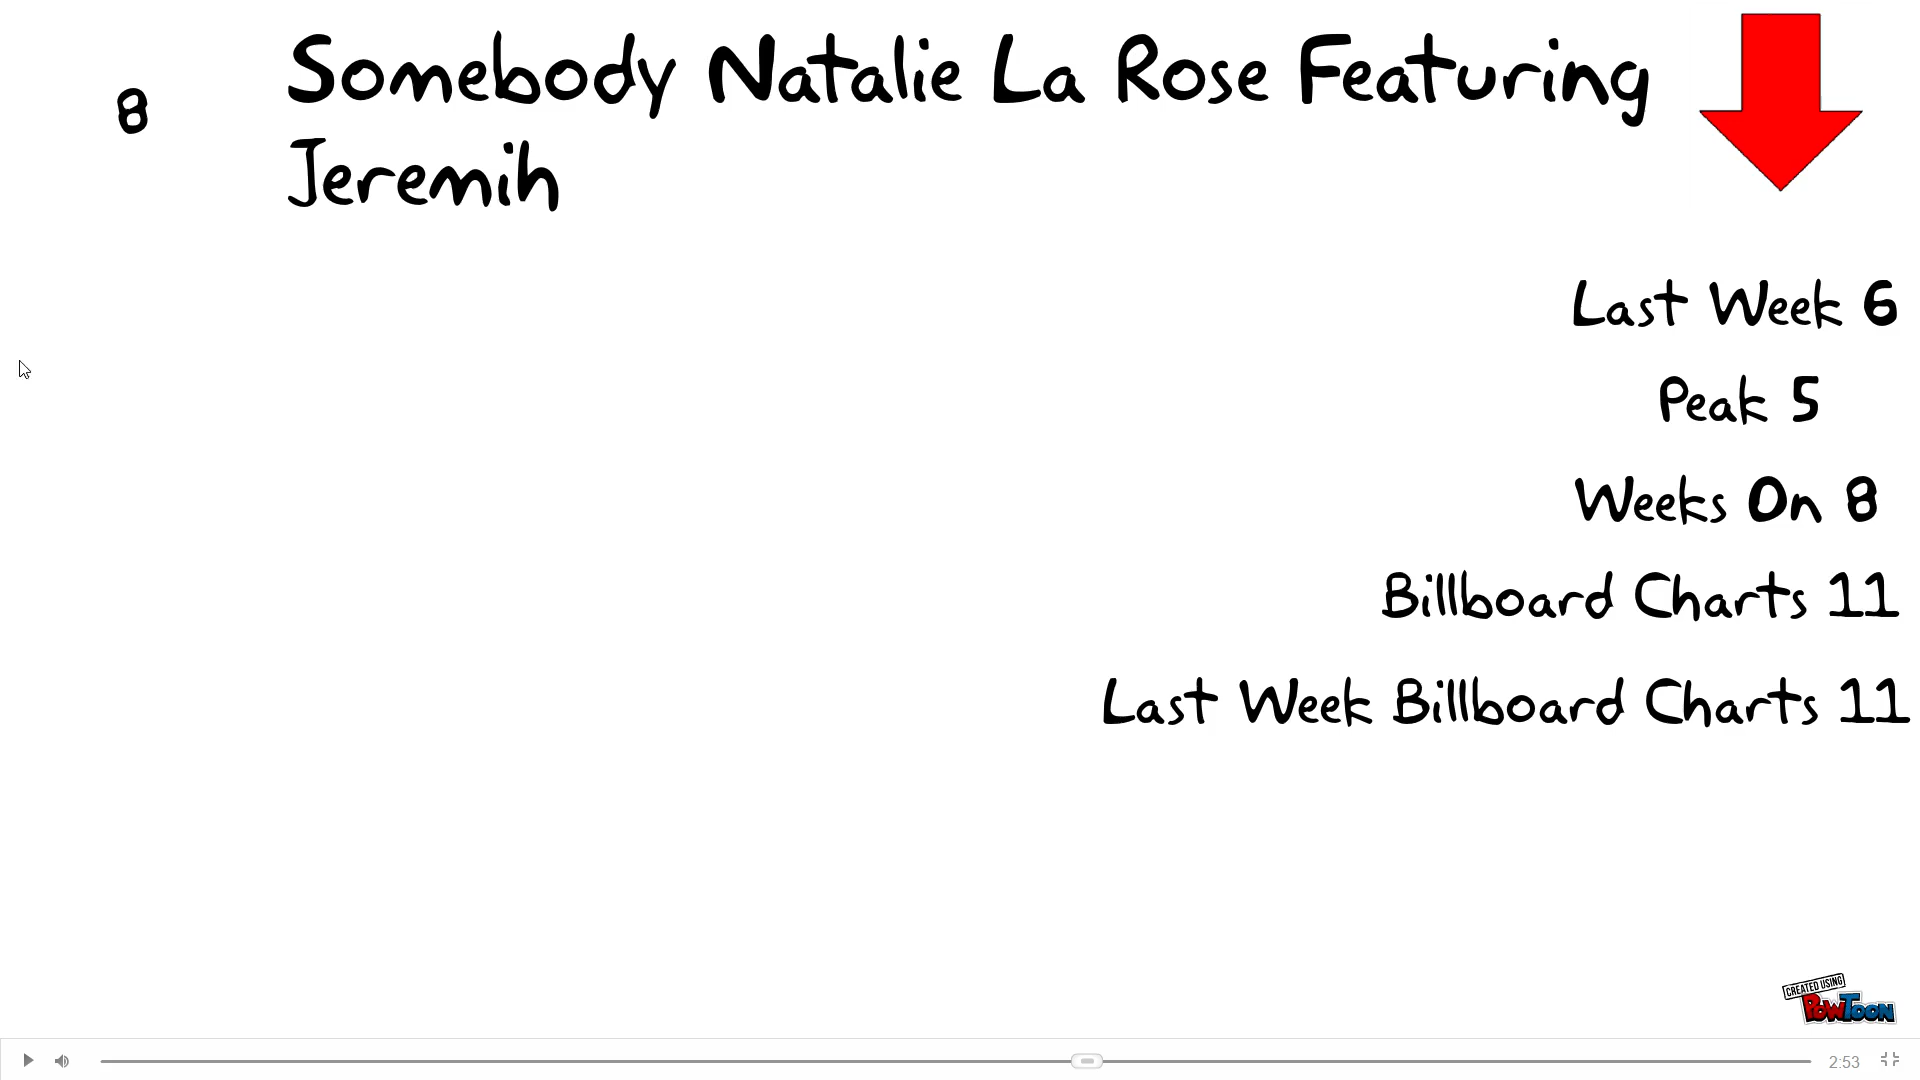 8
Somebody Natalie La Rose Featuring
Jeremih
Last Week 6
Peak 5
Weeks On 8
Billboard Charts 11
Last Week Billboard Charts 11
CREATED USING
POWTOON
2:53